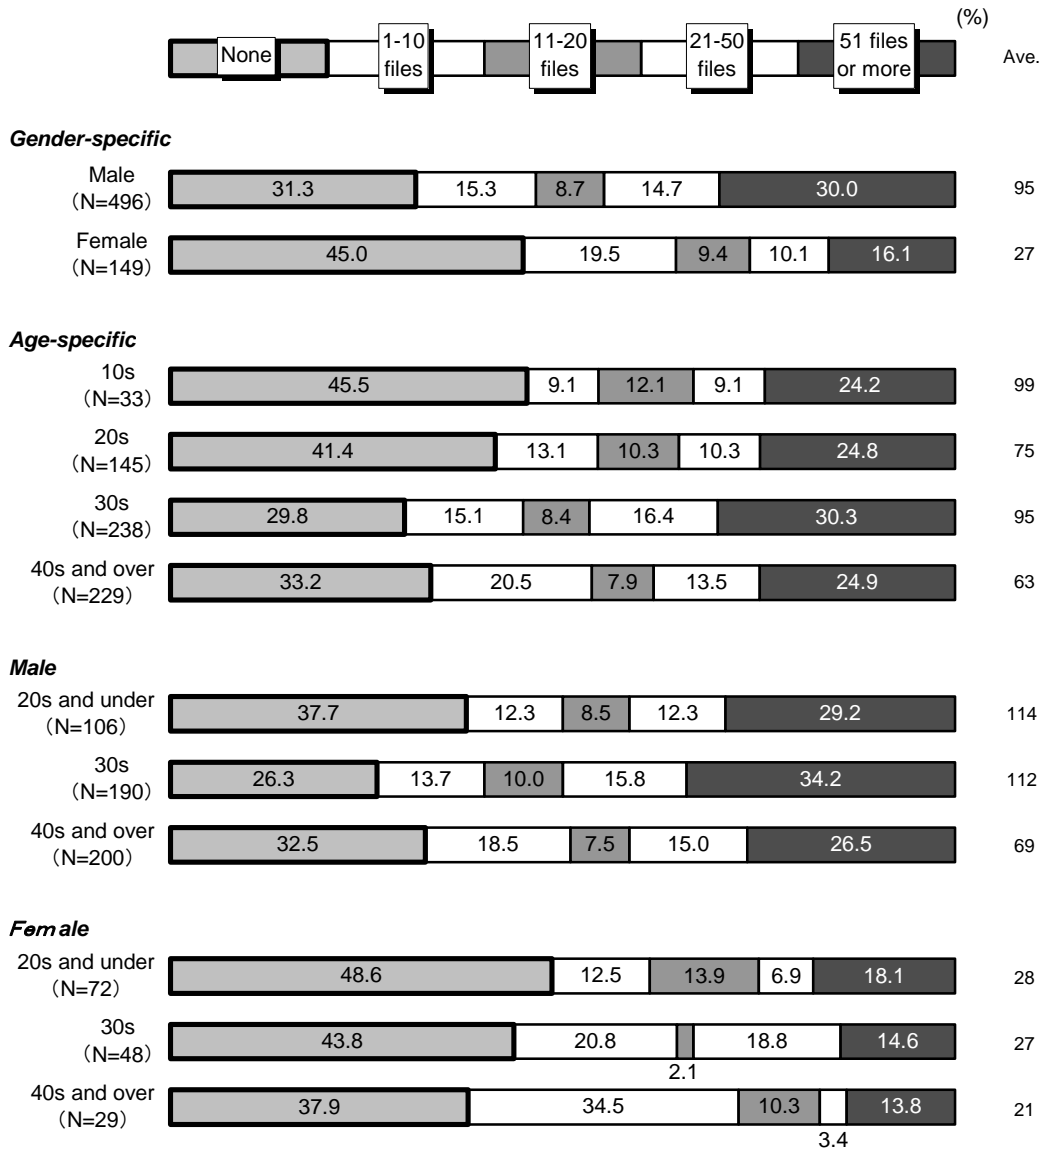 (%)
None
1-10
files
11-20
files
21-50
files
51 files
or more
Ave.
Gender-specific
Male
（N=496）
31.3 15.3 8.7 14.7 30.0 95
Female
（N=149）
45.0 19.5 9.4 10.1 16.1 27
Age-specific
10s
（N=33）
45.5 9.1 12.1 9.1 24.2 99
20s
（N=145）
41.4 13.1 10.3 10.3 24.8 75
30s
（N=238）
29.8 15.1 8.4 16.4 30.3 95
40s and over
（N=229）
33.2 20.5 7.9 13.5 24.9 63
Male
20s and under
（N=106）
37.7 12.3 8.5 12.3 29.2 114
30s
（N=190）
26.3 13.7 10.0 15.8 34.2 112
40s and over
（N=200）
32.5 18.5 7.5 15.0 26.5 69
Female
20s and under
（N=72）
48.6 12.5 13.9 6.9 18.1 28
30s
（N=48）
43.8 20.8 18.8 14.6 27
2.1
40s and over
（N=29）
37.9 34.5 10.3 13.8 21
3.4